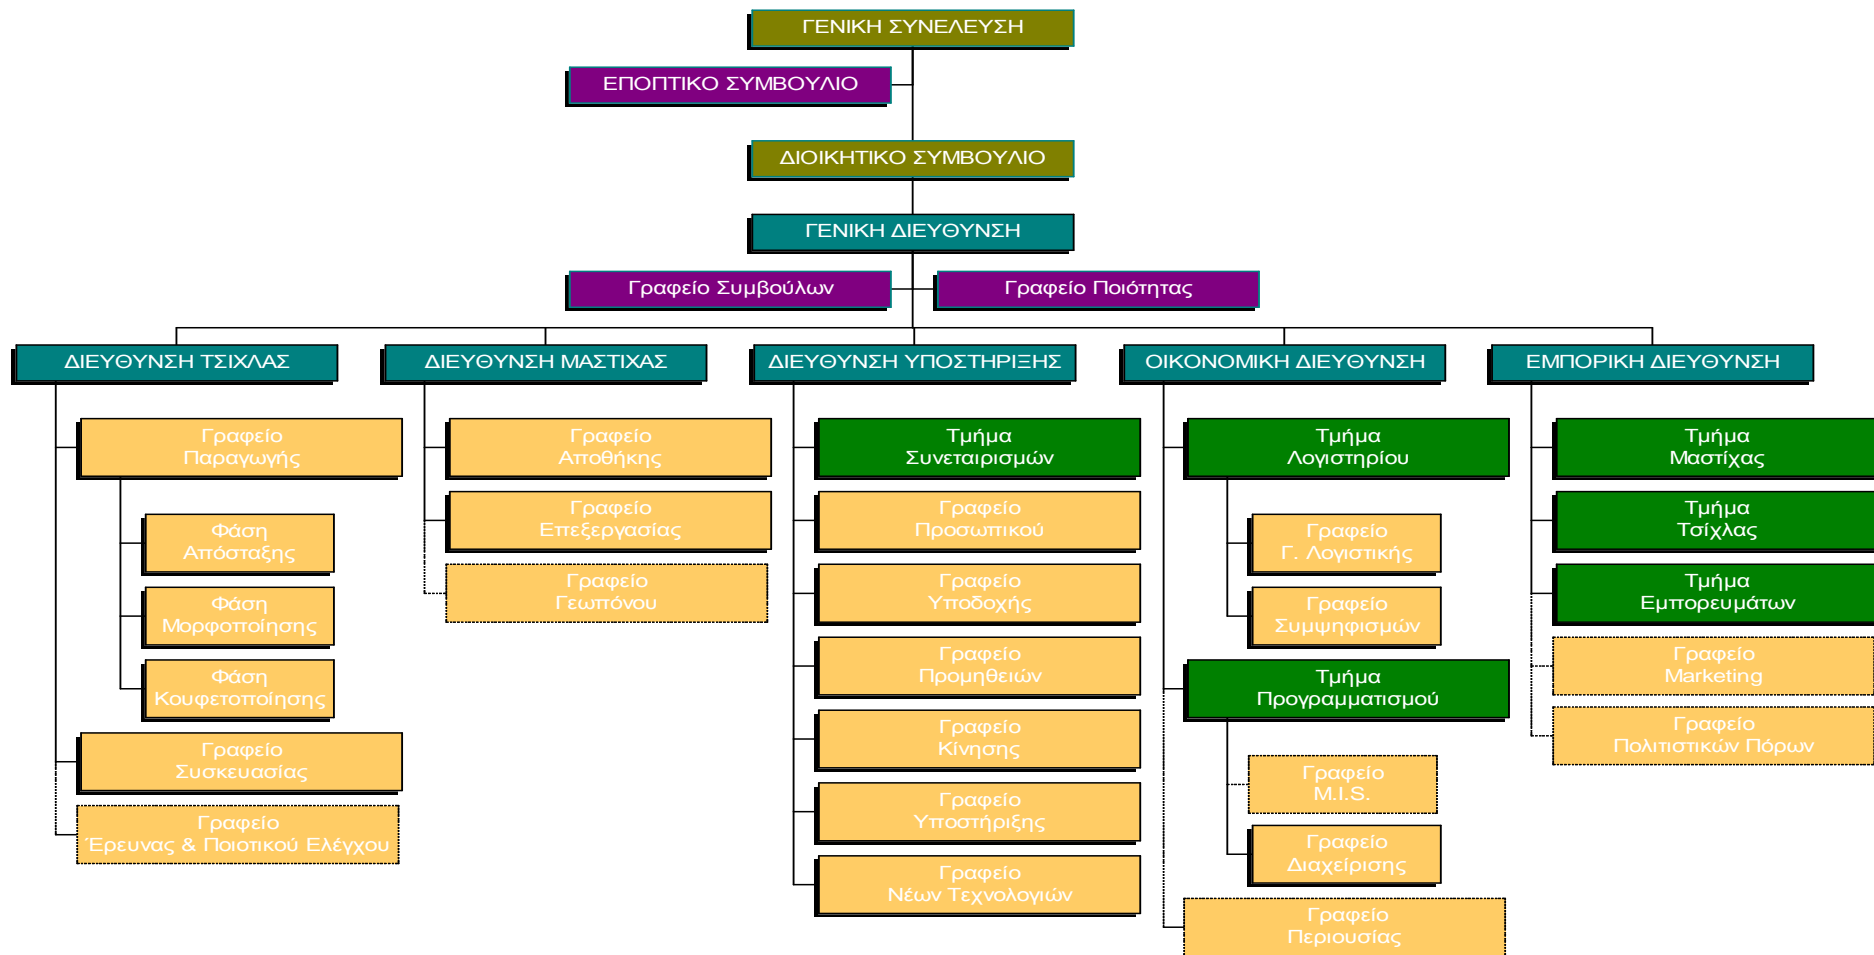 ΓΕΝΙΚΗ ΣΥΝΕΛΕΥΣΗ
ΕΠΟΠΤΙΚΟ ΣΥΜΒΟΥΛΙΟ
ΔΙΟΙΚΗΤΙΚΟ ΣΥΜΒΟΥΛΙΟ
ΓΕΝΙΚΗ ΔΙΕΥΘΥΝΣΗ
Γραφείο Συμβούλων
Γραφείο Ποιότητας
ΔΙΕΥΘΥΝΣΗ ΤΣΙΧΛΑΣ
Γραφείο
Παραγωγής
Φάση
Απόσταξης
Φάση
Μορφοποίησης
Φάση
Κουφετοποίησης
Γραφείο
Συσκευασίας
Γραφείο
Έρευνας & Ποιοτικού Ελέγχου
ΔΙΕΥΘΥΝΣΗ ΜΑΣΤΙΧΑΣ
Γραφείο
Αποθήκης
Γραφείο
Επεξεργασίας
Γραφείο
Γεωπόνου
ΔΙΕΥΘΥΝΣΗ ΥΠΟΣΤΗΡΙΞΗΣ
Τμήμα
Συνεταιρισμών
Γραφείο
Προσωπικού
Γραφείο
Υποδοχής
Γραφείο
Προμηθειών
Γραφείο
Κίνησης
Γραφείο
Υποστήριξης
Γραφείο
Νέων Τεχνολογιών
ΟΙΚΟΝΟΜΙΚΗ ΔΙΕΥΘΥΝΣΗ
Τμήμα
Λογιστηρίου
Γραφείο
Γ. Λογιστικής
Γραφείο
Συμψηφισμών
Τμήμα
Προγραμματισμού
Γραφείο
M.I.S.
Γραφείο
Διαχείρισης
Γραφείο
Περιουσίας
ΕΜΠΟΡΙΚΗ ΔΙΕΥΘΥΝΣΗ
Τμήμα
Μαστίχας
Τμήμα
Τσίχλας
Τμήμα
Εμπορευμάτων
Γραφείο
Marketing
Γραφείο
Πολιτιστικών Πόρων